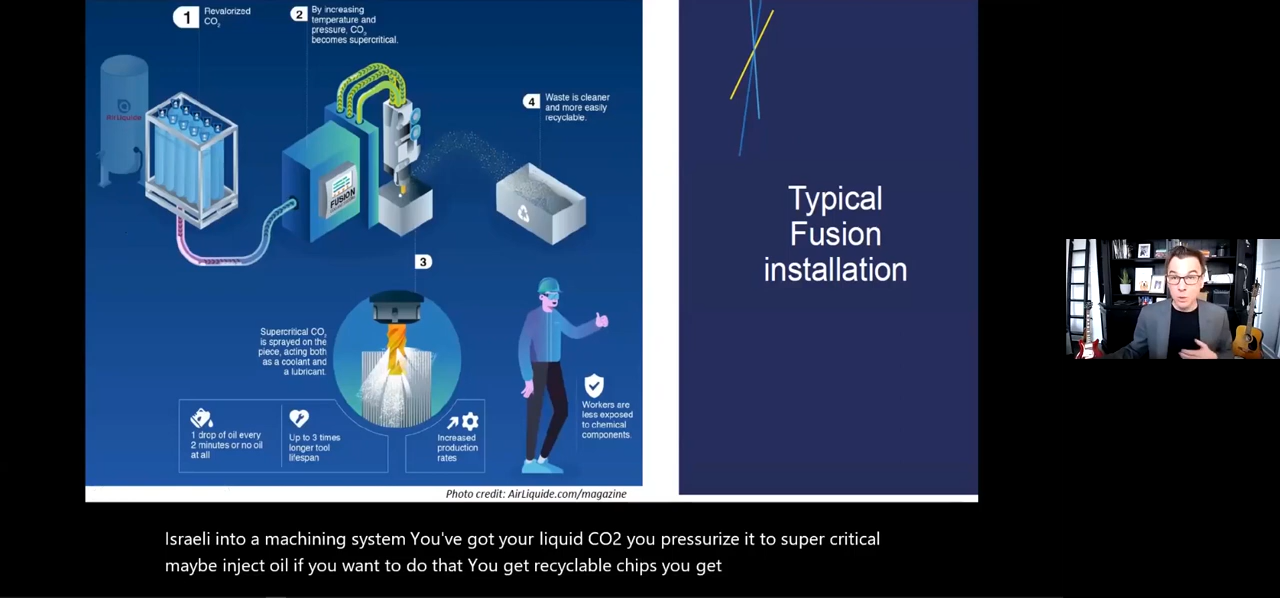 1
Revalorized
CO2
2
By increasing
temperature and
pressure, CO2
becomes supercritical.
Air Liquide
FUSION
4
Waste is cleaner
and more easily
recyclable.
3
Supercritical CO2
is sprayed on the
piece, acting both
as a coolant and
a lubricant.
1 drop of oil every
2 minutes or no oil
at all
Up to 3 times
longer tool
lifespan
Increased
production
rates
Workers are
less exposed
to chemical
components.
Photo credit: AirLiquide.com/magazine
Typical
Fusion
installation
Israeli into a machining system You've got your liquid CO2 you pressurize it to super critical
maybe inject oil if you want to do that You get recyclable chips you get